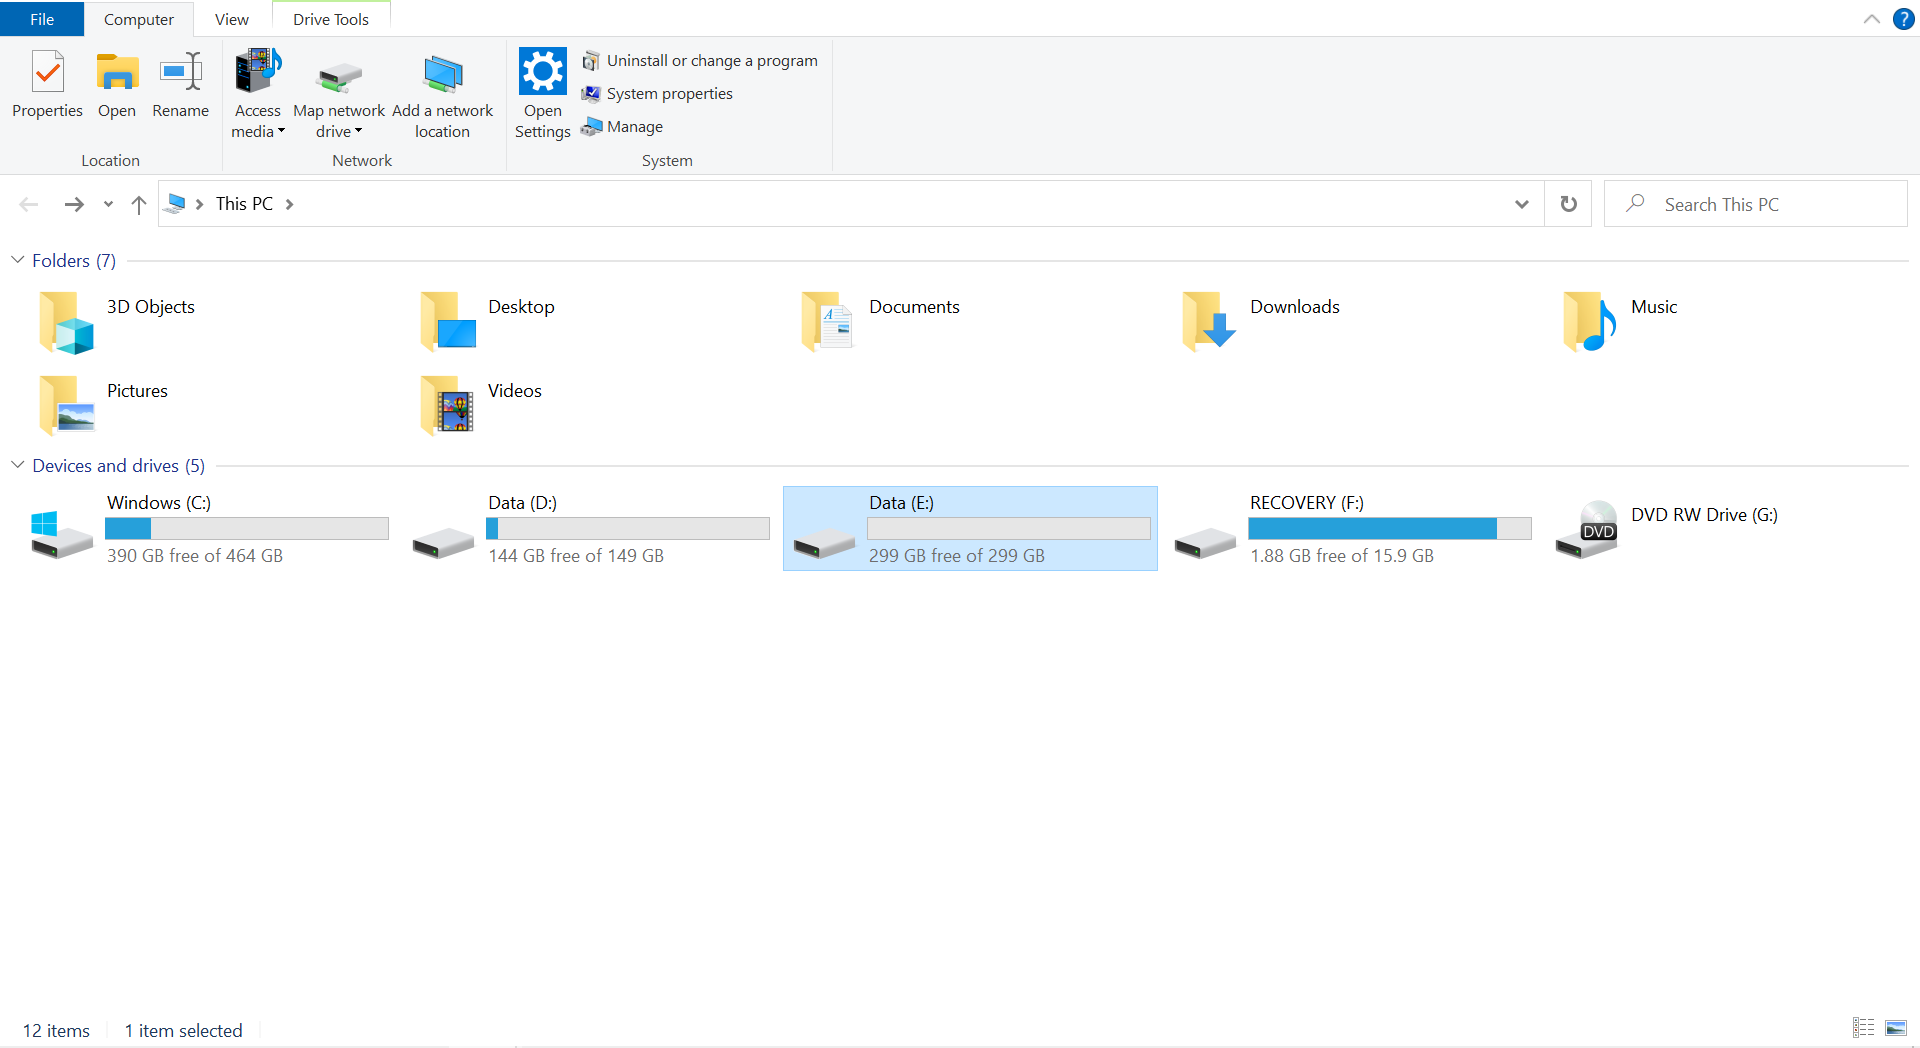 File Computer View Drive Tools
?
Properties Open Rename
Access media Map network drive Add a network location
Open Settings
Uninstall or change a program
System properties
Manage
Location Network System
This PC
Search This PC
Folders (7)
3D Objects Desktop Documents Downloads Music
Pictures Videos
Devices and drives (5)
Windows (C:)
390 GB free of 464 GB
Data (D:)
144 GB free of 149 GB
Data (E:)
299 GB free of 299 GB
RECOVERY (F:)
1.88 GB free of 15.9 GB
DVD
DVD RW Drive (G:)
12 items 1 item selected